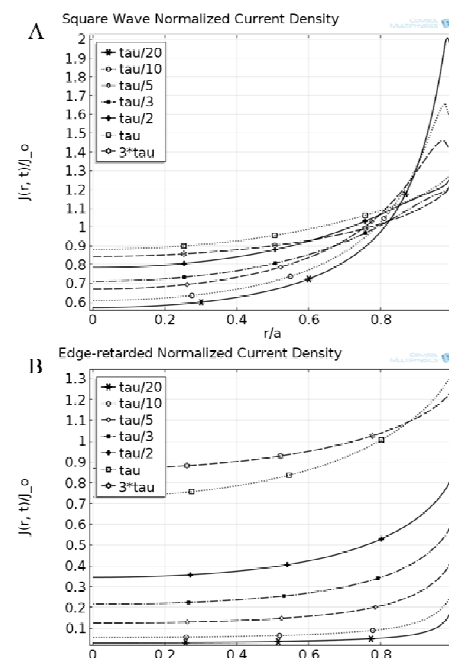 A
Square Wave Normalized Current Density
tau/20
tau/10
tau/5
tau/3
tau/2
tau
3*tau
2
1.9
1.8
1.7
1.6
1.5
1.4
1.3
1.2
1.1
1
0.9
0.8
0.7
0.6
J(r, t)/J_o
0 0.2 0.4 0.6 0.8
r/a
B
Edge-retarded Normalized Current Density
tau/20
tau/10
tau/5
tau/3
tau/2
tau
3*tau
1.3
1.2
1.1
1
0.9
0.8
0.7
0.6
0.5
0.4
0.3
0.2
0.1
J(r, t)/J_o
0 0.2 0.4 0.6 0.8